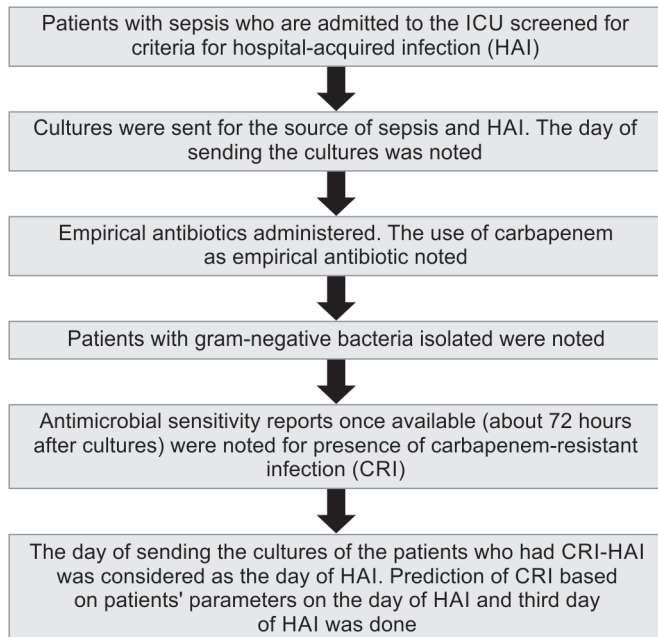 Patients with sepsis who are admitted to the ICU screened for
criteria for hospital-acquired infection (HAI)
Cultures were sent for the source of sepsis and HAI. The day of
sending the cultures was noted
Empirical antibiotics administered. The use of carbapenem
as empirical antibiotic noted
Patients with gram-negative bacteria isolated were noted
Antimicrobial sensitivity reports once available (about 72 hours
after cultures) were noted for presence of carbapenem-resistant
infection (CRI)
The day of sending the cultures of the patients who had CRI-HAI
was considered as the day of HAI. Prediction of CRI based
on patients' parameters on the day of HAI and third day
of HAI was done